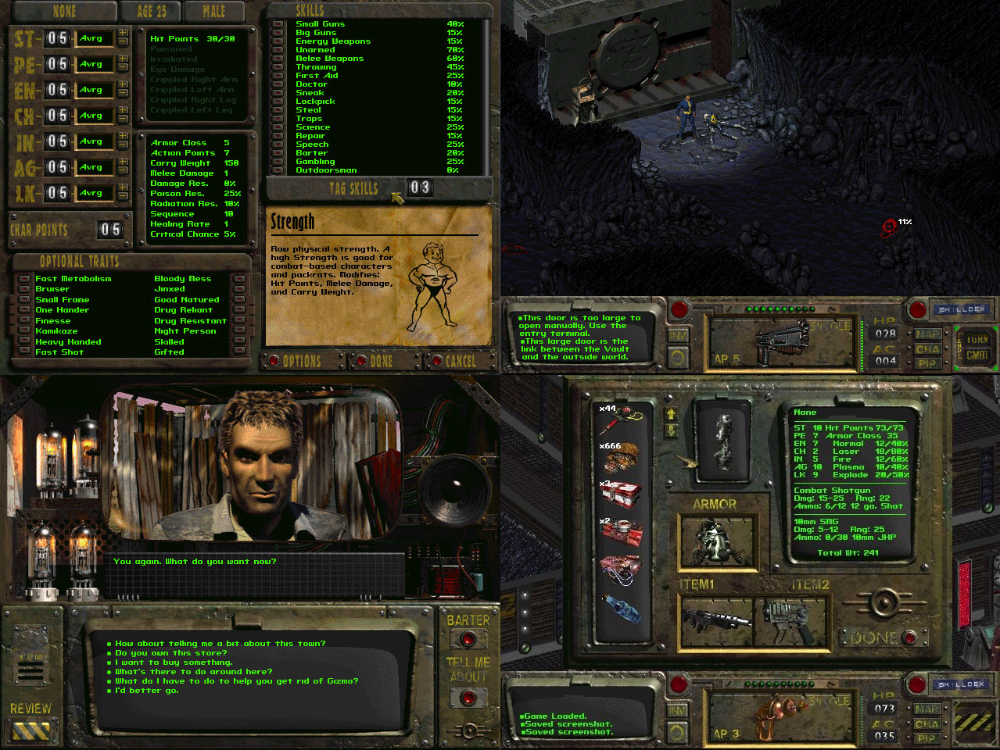 NONE
AGE 25
MALE
ST- 05 Avrg
PE- 05 Avrg
EN- 05 Avrg
CH- 05 Avrg
IN- 05 Avrg
AG- 05 Avrg
LK- 05 Avrg
CHAR POINTS 05
Hit Points 30/30
Poisoned
Irradiated
Eye Damage
Crippled Right Arm
Crippled Left Arm
Crippled Right Leg
Crippled Left Leg
Armor Class 5
Action Points 7
Carry Weight 150
Melee Damage 1
Damage Res. 0%
Poison Res. 25%
Radiation Res. 10%
Sequence 10
Healing Rate 1
Critical Chance 5%
OPTIONAL TRAITS
Fast Metabolism Bloody Mess
Bruiser Jinxed
Small Frame Good Natured
One Hander Drug Reliant
Finesse Drug Resistant
Kamikaze Night Person
Heavy Handed Skilled
Fast Shot Gifted
SKILLS
Small Guns 40%
Big Guns 15%
Energy Weapons 15%
Unarmed 70%
Melee Weapons 60%
Throwing 45%
First Aid 25%
Doctor 10%
Sneak 20%
Lockpick 15%
Steal 15%
Traps 15%
Science 25%
Repair 15%
Speech 25%
Barter 20%
Gambling 25%
Outdoorsman 0%
TAG SKILLS 03
Strength
Raw physical strength. A
high Strength is good for
combat-based characters
and packrats. Modifies:
Hit Points, Melee Damage,
and Carry Weight.
OPTIONS
DONE
CANCEL
11%
•This door is too large to
open manually. Use the
entry terminal.
•This large door is the
link between the Vault
and the outside world.
INV
SINGLE
AP 5
HP
028
AC
004
MAP
CHA
PIP
SKILLDEX
TURN
CMBT
You again. What do you want now?
• How about telling me a bit about this town?
• Do you own this store?
• I want to buy something.
• What's there to do around here?
• What do I have to do to help you get rid of Gizmo?
• I'd better go.
REVIEW
BARTER
TELL ME
ABOUT
x44
x666
x3
x2
ARMOR
ITEM1
ITEM2
None
ST 10 Hit Points 73/73
PE 7 Armor Class 35
EN 7 Normal 12/40%
CH 2 Laser 18/80%
IN 5 Fire 12/60%
AG 10 Plasma 10/40%
LK 9 Explode 20/50%
Combat Shotgun
Dmg: 15-25 Rng: 22
Ammo: 6/12 12 ga. Shot
10mm SMG
Dmg: 5-12 Rng: 25
Ammo: 0/30 10mm JHP
Total Wt: 241
DONE
•Game Loaded.
•Saved screenshot.
•Saved screenshot.
INV
SINGLE
AP 3
HP
073
AC
035
MAP
CHA
PIP
SKILLDEX